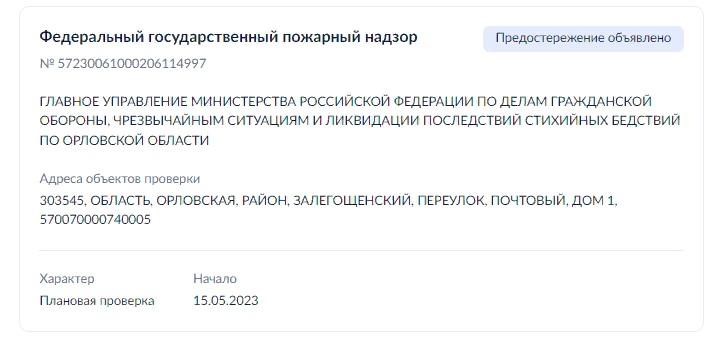 Федеральный государственный пожарный надзор
Предостережение объявлено
№ 57230061000206114997
ГЛАВНОЕ УПРАВЛЕНИЕ МИНИСТЕРСТВА РОССИЙСКОЙ ФЕДЕРАЦИИ ПО ДЕЛАМ ГРАЖДАНСКОЙ
ОБОРОНЫ, ЧРЕЗВЫЧАЙНЫМ СИТУАЦИЯМ И ЛИКВИДАЦИИ ПОСЛЕДСТВИЙ СТИХИЙНЫХ БЕДСТВИЙ
ПО ОРЛОВСКОЙ ОБЛАСТИ
Адреса объектов проверки
303545, ОБЛАСТЬ, ОРЛОВСКАЯ, РАЙОН, ЗАЛЕГОЩЕНСКИЙ, ПЕРЕУЛОК, ПОЧТОВЫЙ, ДОМ 1,
570070000740005
Характер
Начало
Плановая проверка
15.05.2023